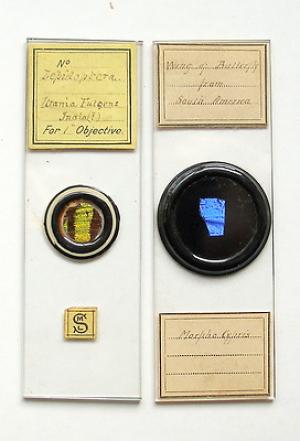 No
Lepidoptera
Urania Fulgens
India(?)
For 1" Objective.
S
Wing of Butterfly
from
South America
Morpho Cypris